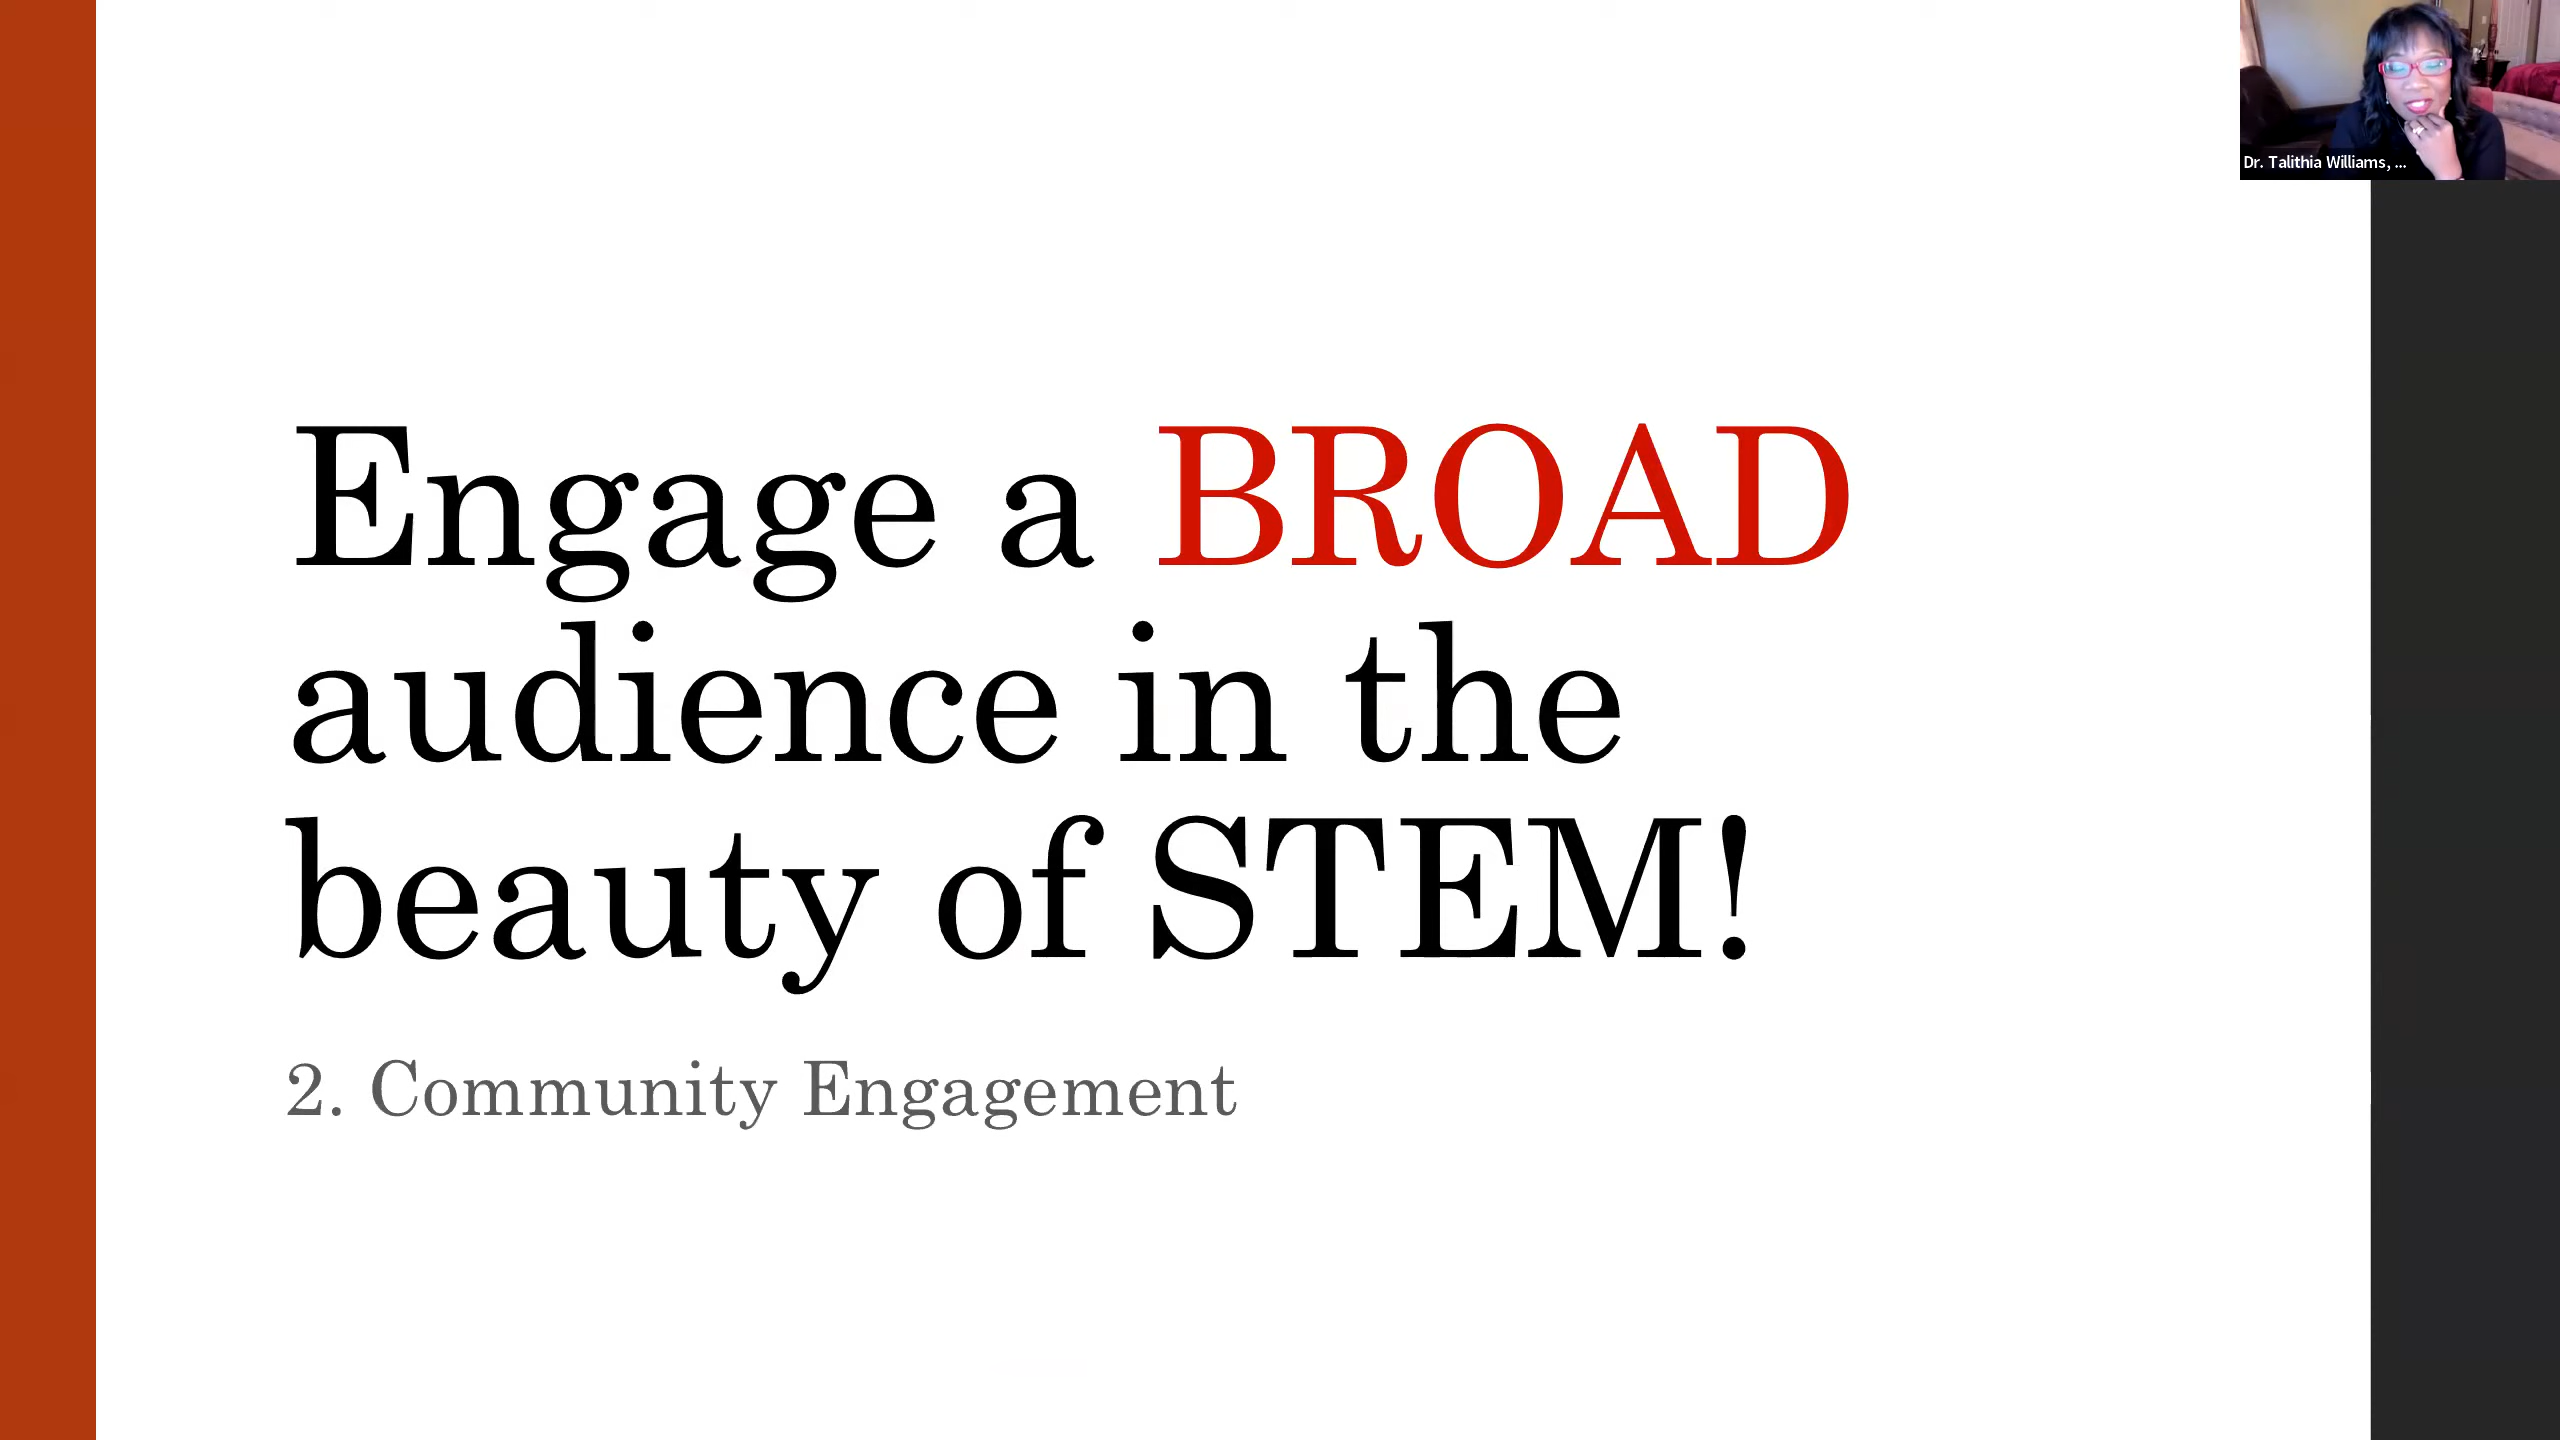 Dr. Talithia Williams, ...
Engage a BROAD
audience in the
beauty of STEM!
2. Community Engagement